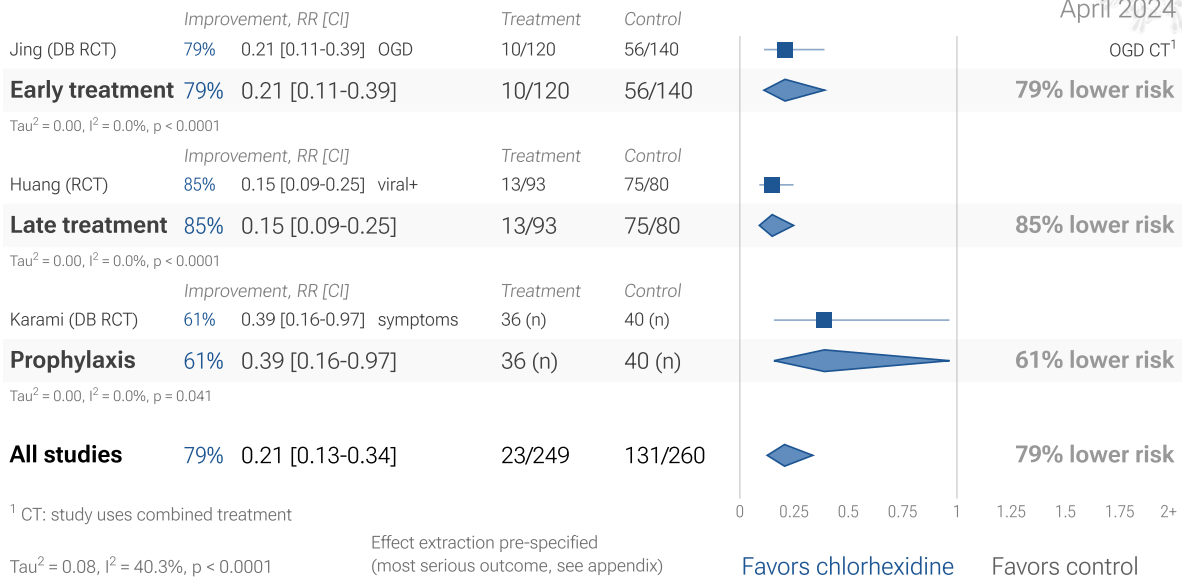 April 2024
Improvement, RR [CI] Treatment Control
Jing (DB RCT) 79% 0.21 [0.11-0.39] OGD 10/120 56/140 OGD CT¹
Early treatment 79% 0.21 [0.11-0.39] 10/120 56/140 79% lower risk
Tau² = 0.00, I² = 0.0%, p < 0.0001
Improvement, RR [CI] Treatment Control
Huang (RCT) 85% 0.15 [0.09-0.25] viral+ 13/93 75/80
Late treatment 85% 0.15 [0.09-0.25] 13/93 75/80 85% lower risk
Tau² = 0.00, I² = 0.0%, p < 0.0001
Improvement, RR [CI] Treatment Control
Karami (DB RCT) 61% 0.39 [0.16-0.97] symptoms 36 (n) 40 (n)
Prophylaxis 61% 0.39 [0.16-0.97] 36 (n) 40 (n) 61% lower risk
Tau² = 0.00, I² = 0.0%, p = 0.041
All studies 79% 0.21 [0.13-0.34] 23/249 131/260 79% lower risk
0 0.25 0.5 0.75 1 1.25 1.5 1.75 2+
¹ CT: study uses combined treatment
Tau² = 0.08, I² = 40.3%, p < 0.0001
Effect extraction pre-specified
(most serious outcome, see appendix)
Favors chlorhexidine Favors control